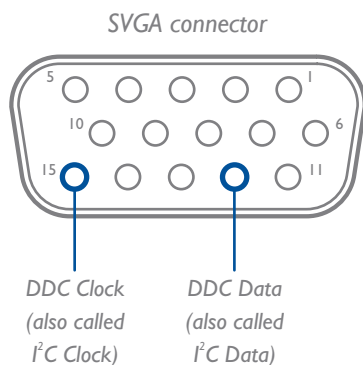 SVGA connector
5 1
10 6
15 11
DDC Clock
(also called
I²C Clock)
DDC Data
(also called
I²C Data)